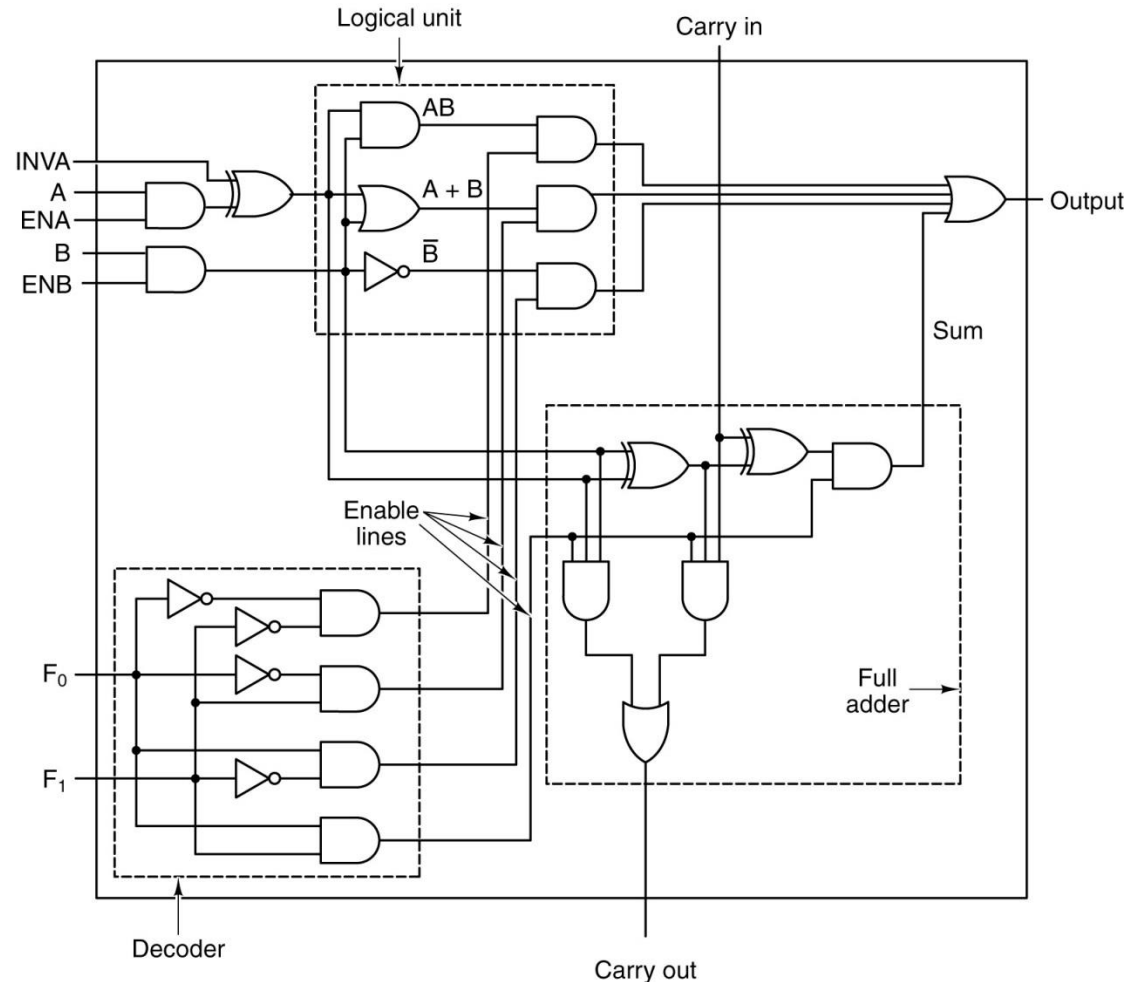 Logical unit
Carry in
AB
INVA
A
A + B
ENA
Output
B
B̅
ENB
Sum
Enable
lines
F₀
Full
adder
F₁
Decoder
Carry out